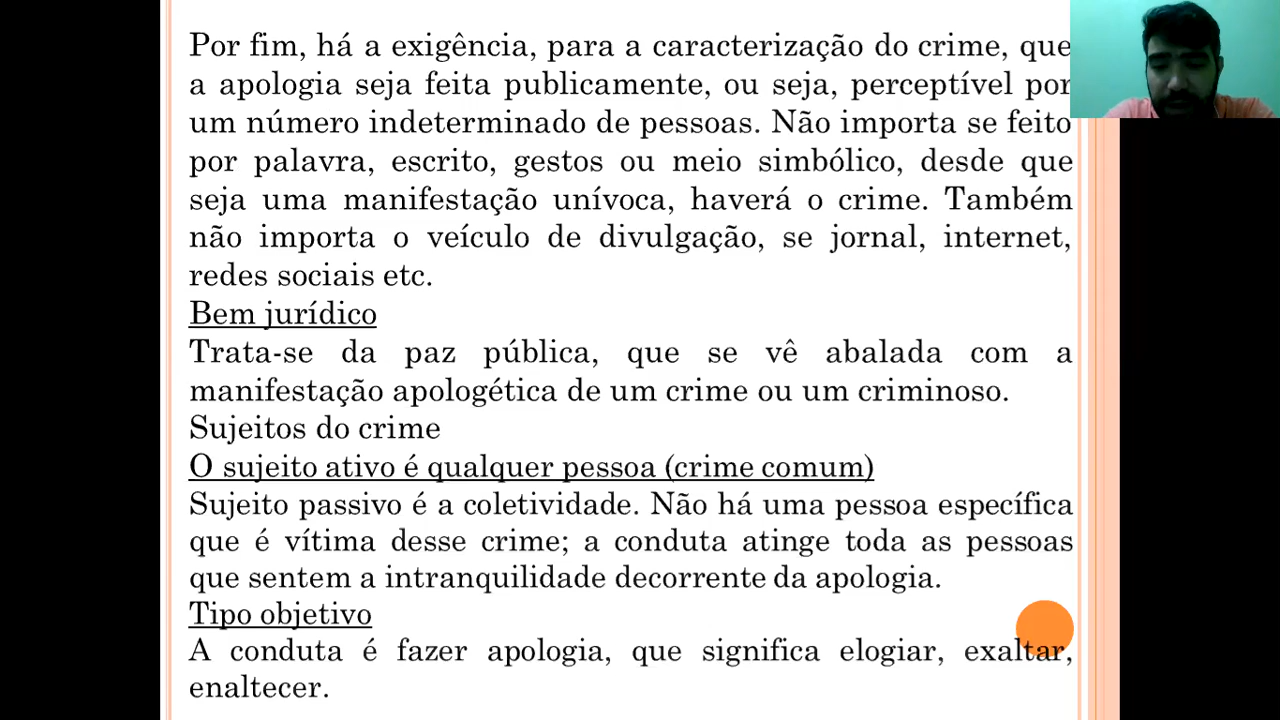 Por fim, há a exigência, para a caracterização do crime, que
a apologia seja feita publicamente, ou seja, perceptível por
um número indeterminado de pessoas. Não importa se feito
por palavra, escrito, gestos ou meio simbólico, desde que
seja uma manifestação unívoca, haverá o crime. Também
não importa o veículo de divulgação, se jornal, internet,
redes sociais etc.
Bem jurídico
Trata-se da paz pública, que se vê abalada com a
manifestação apologética de um crime ou um criminoso.
Sujeitos do crime
O sujeito ativo é qualquer pessoa (crime comum)
Sujeito passivo é a coletividade. Não há uma pessoa específica
que é vítima desse crime; a conduta atinge toda as pessoas
que sentem a intranquilidade decorrente da apologia.
Tipo objetivo
A conduta é fazer apologia, que significa elogiar, exaltar,
enaltecer.